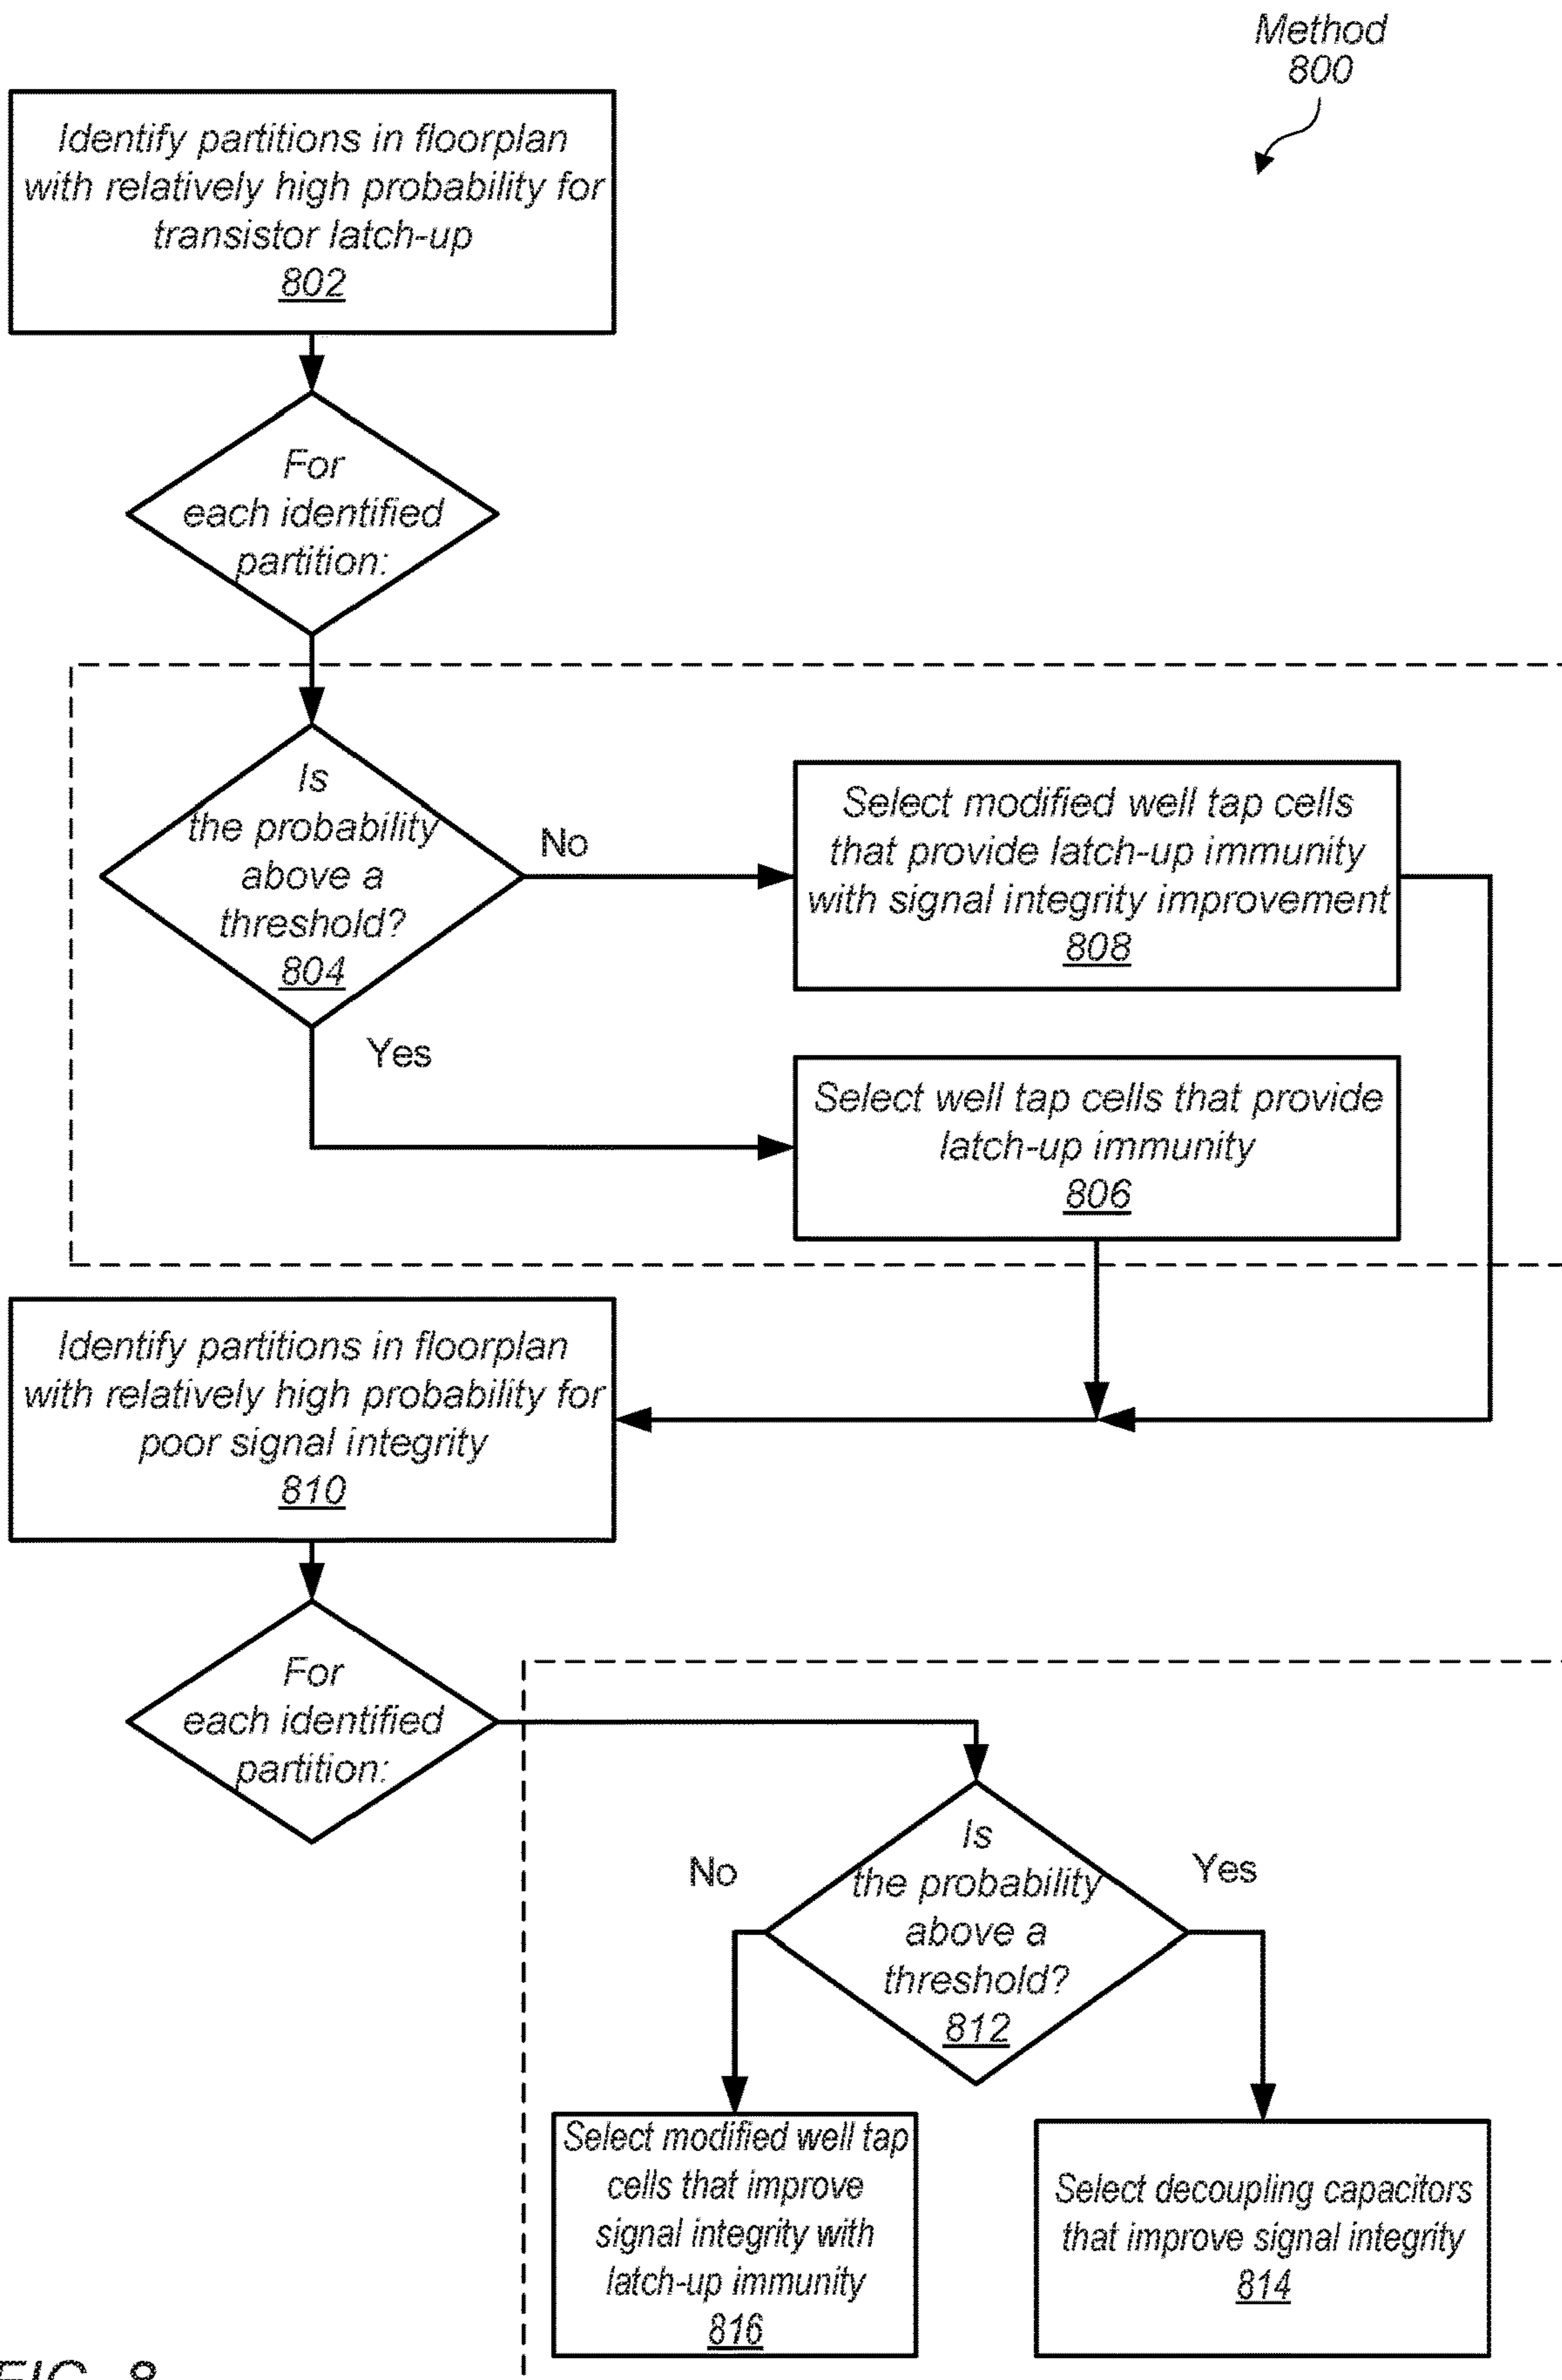 Method
800
Identify partitions in floorplan
with relatively high probability for
transistor latch-up
802
For
each identified
partition:
Is
the probability
above a
threshold?
804
No
Yes
Select modified well tap cells
that provide latch-up immunity
with signal integrity improvement
808
Select well tap cells that provide
latch-up immunity
806
Identify partitions in floorplan
with relatively high probability for
poor signal integrity
810
For
each identified
partition:
Is
the probability
above a
threshold?
812
No
Yes
Select modified well tap
cells that improve
signal integrity with
latch-up immunity
816
Select decoupling capacitors
that improve signal integrity
814
FIG. 8